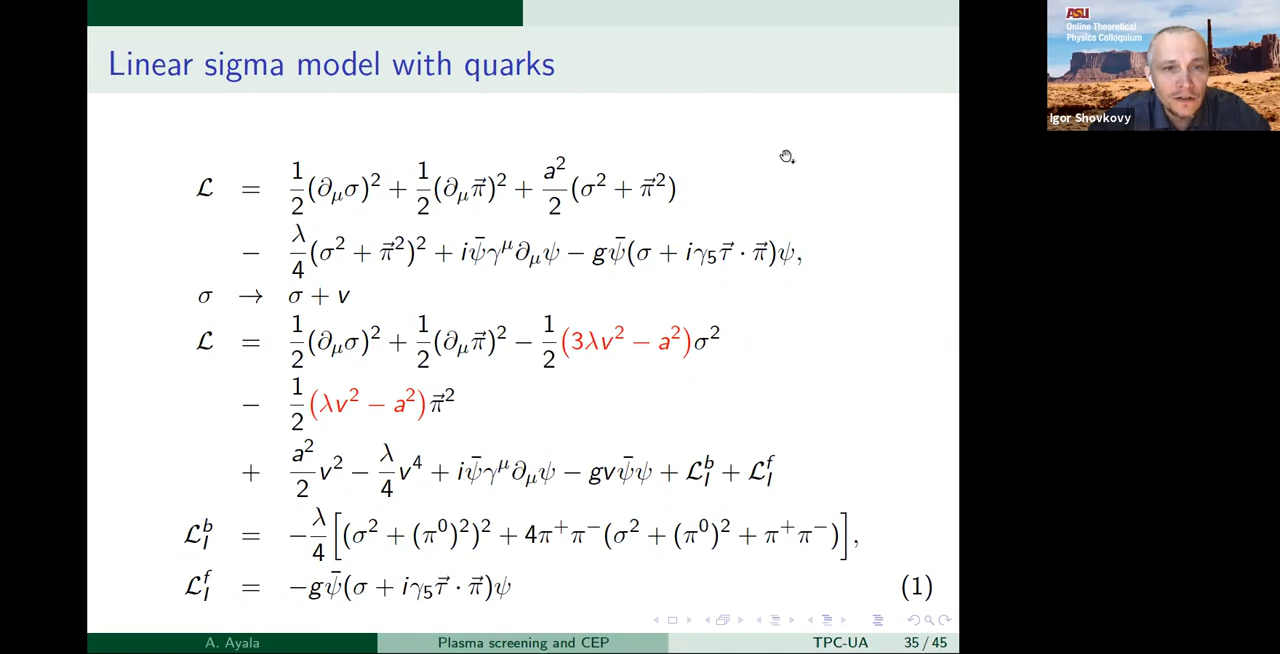 Linear sigma model with quarks
ℒ = 1/2(∂_μσ)² + 1/2(∂_μπ⃗)² + a²/2(σ² + π⃗²)
− λ/4(σ² + π⃗²)² + iψ̄γ^μ∂_μψ − gψ̄(σ + iγ₅τ⃗ · π⃗)ψ,
σ → σ + v
ℒ = 1/2(∂_μσ)² + 1/2(∂_μπ⃗)² − 1/2(3λv² − a²)σ²
− 1/2(λv² − a²)π⃗²
+ a²/2 v² − λ/4 v⁴ + iψ̄γ^μ∂_μψ − gvψ̄ψ + ℒ_I^b + ℒ_I^f
ℒ_I^b = −λ/4[(σ² + (π⁰)²)² + 4π⁺π⁻(σ² + (π⁰)² + π⁺π⁻)],
ℒ_I^f = −gψ̄(σ + iγ₅τ⃗ · π⃗)ψ (1)
A. Ayala Plasma screening and CEP TPC-UA 35 / 45
ASU
Online Theoretical
Physics Colloquium
Igor Shovkovy